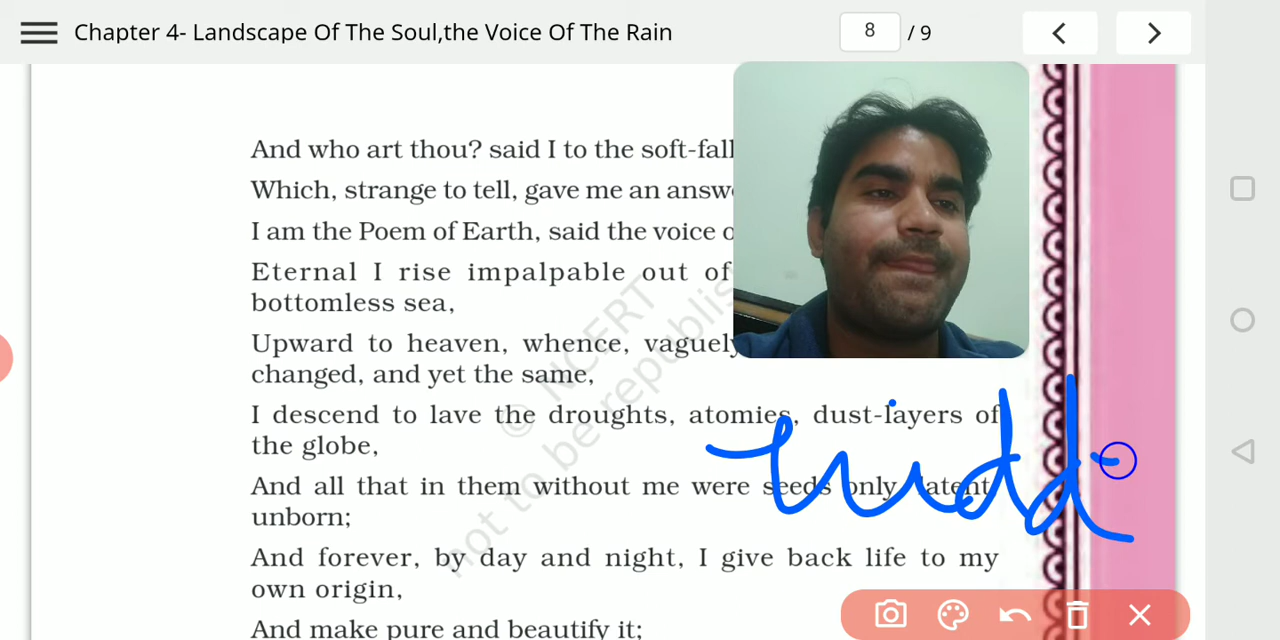 Chapter 4- Landscape Of The Soul,the Voice Of The Rain
8 / 9
And who art thou? said I to the soft-fall
Which, strange to tell, gave me an
I am the Poem of Earth, said the voice
Eternal I rise impalpable out of
bottomless sea,
Upward to heaven, whence, vaguely
changed, and yet the same,
I descend to lave the droughts, atomies, dust-layers of
the globe,
And all that in them without me were seeds only, latent,
unborn;
And forever, by day and night, I give back life to my
own origin,
And make pure and beautify it;
© NCERT
not to be republis